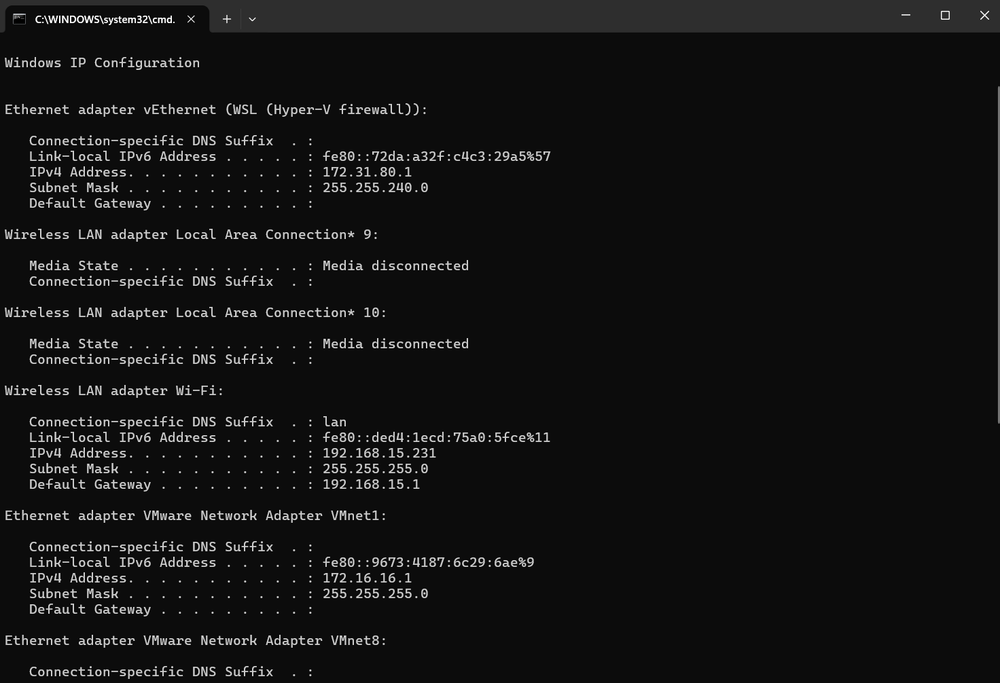 C:\WINDOWS\system32\cmd.
Windows IP Configuration
Ethernet adapter vEthernet (WSL (Hyper-V firewall)):
   Connection-specific DNS Suffix  . :
   Link-local IPv6 Address . . . . . : fe80::72da:a32f:c4c3:29a5%57
   IPv4 Address. . . . . . . . . . . : 172.31.80.1
   Subnet Mask . . . . . . . . . . . : 255.255.240.0
   Default Gateway . . . . . . . . . :
Wireless LAN adapter Local Area Connection* 9:
   Media State . . . . . . . . . . . : Media disconnected
   Connection-specific DNS Suffix  . :
Wireless LAN adapter Local Area Connection* 10:
   Media State . . . . . . . . . . . : Media disconnected
   Connection-specific DNS Suffix  . :
Wireless LAN adapter Wi-Fi:
   Connection-specific DNS Suffix  . : lan
   Link-local IPv6 Address . . . . . : fe80::ded4:1ecd:75a0:5fce%11
   IPv4 Address. . . . . . . . . . . : 192.168.15.231
   Subnet Mask . . . . . . . . . . . : 255.255.255.0
   Default Gateway . . . . . . . . . : 192.168.15.1
Ethernet adapter VMware Network Adapter VMnet1:
   Connection-specific DNS Suffix  . :
   Link-local IPv6 Address . . . . . : fe80::9673:4187:6c29:6ae%9
   IPv4 Address. . . . . . . . . . . : 172.16.16.1
   Subnet Mask . . . . . . . . . . . : 255.255.255.0
   Default Gateway . . . . . . . . . :
Ethernet adapter VMware Network Adapter VMnet8:
   Connection-specific DNS Suffix  . :